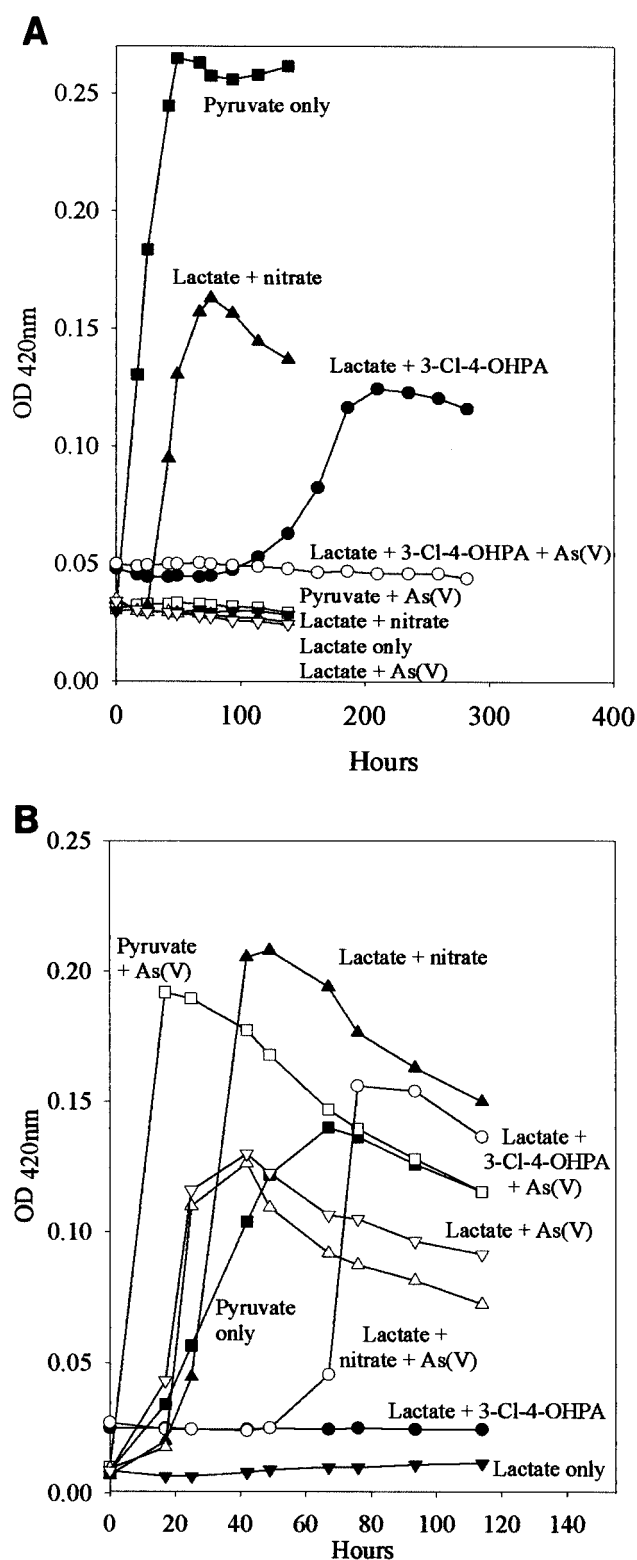 A
0.25
0.20
0.15
0.10
0.05
0.00
OD 420nm
Pyruvate only
Lactate + nitrate
Lactate + 3-Cl-4-OHPA
Lactate + 3-Cl-4-OHPA + As(V)
Pyruvate + As(V)
Lactate + nitrate
Lactate only
Lactate + As(V)
0 100 200 300 400
Hours
B
0.25
0.20
0.15
0.10
0.05
0.00
OD 420nm
Pyruvate
+ As(V)
Lactate + nitrate
Lactate +
3-Cl-4-OHPA
+ As(V)
Lactate + As(V)
Pyruvate
only
Lactate +
nitrate + As(V)
Lactate + 3-Cl-4-OHPA
Lactate only
0 20 40 60 80 100 120 140
Hours